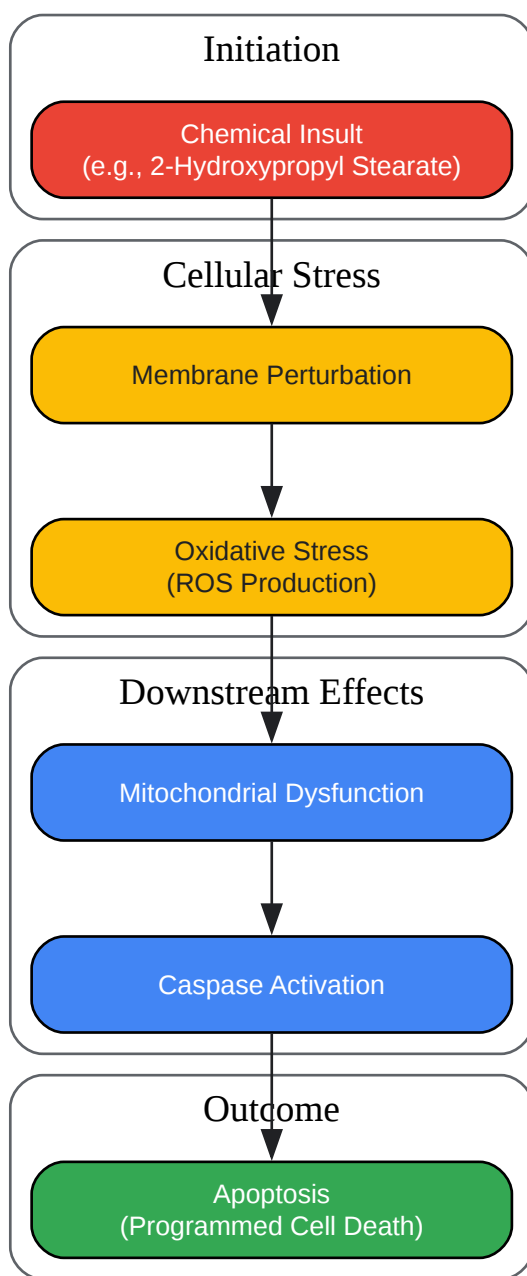 Initiation
Chemical Insult
(e.g., 2-Hydroxypropyl Stearate)
Cellular Stress
Membrane Perturbation
Oxidative Stress
(ROS Production)
Downstream Effects
Mitochondrial Dysfunction
Caspase Activation
Outcome
Apoptosis
(Programmed Cell Death)